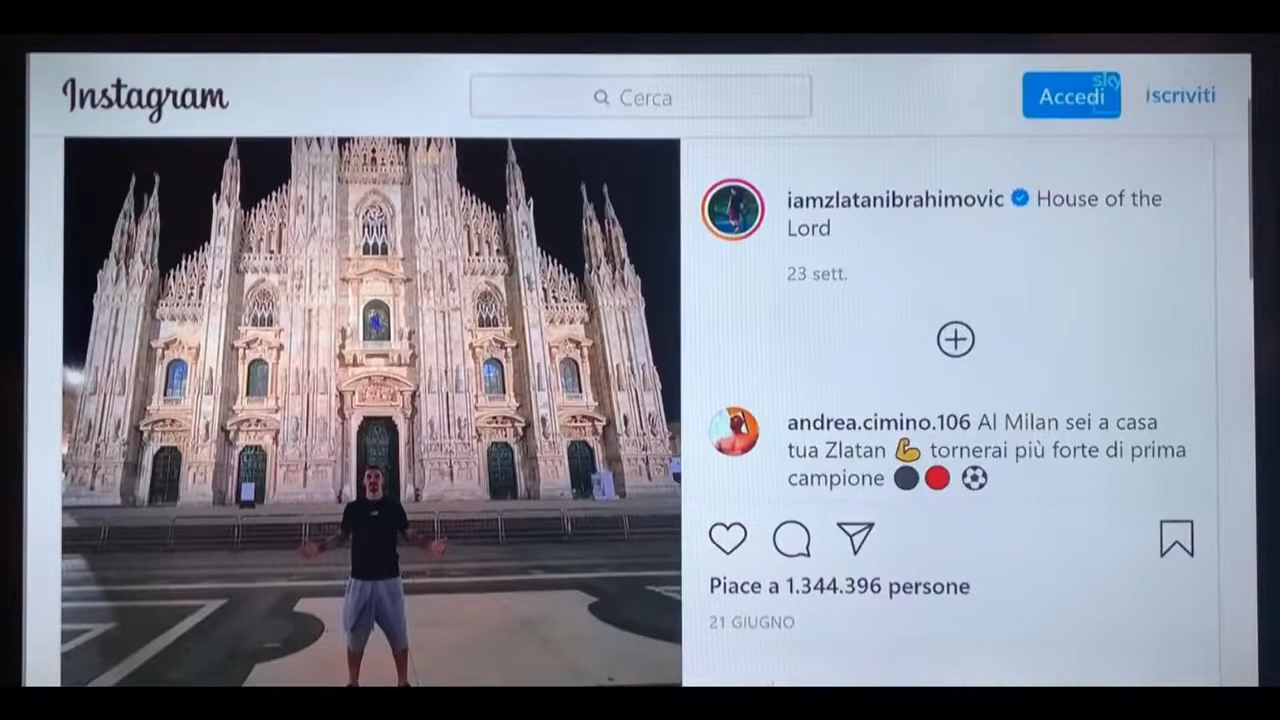 Instagram
Cerca
Accedi
sky
Iscriviti
iamzlatanibrahimovic House of the
Lord
23 sett.
andrea.cimino.106 Al Milan sei a casa
tua Zlatan 💪 tornerai più forte di prima
campione ⚫🔴 ⚽
Piace a 1.344.396 persone
21 GIUGNO